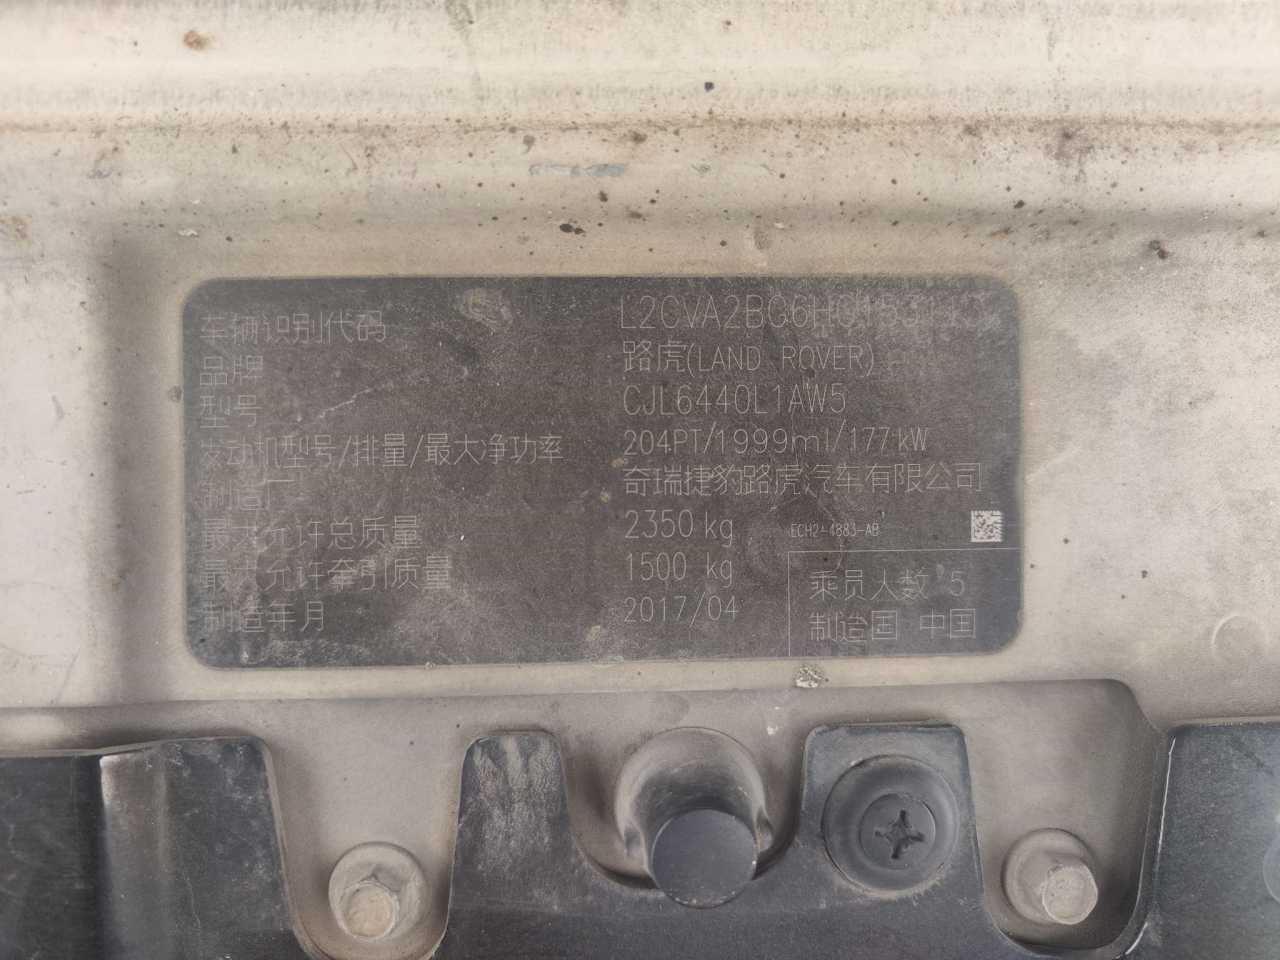 车辆识别代码
品牌 路虎(LAND ROVER)
型号 CJL6440L1AW5
发动机型号/排量/最大净功率 204PT/1999ml/177kW
制造厂 奇瑞捷豹路虎汽车有限公司
最大允许总质量 2350 kg
ECH2-4883-AB
最大允许牵引质量 1500 kg
乘员人数 5
制造年月 2017/04
制造国 中国